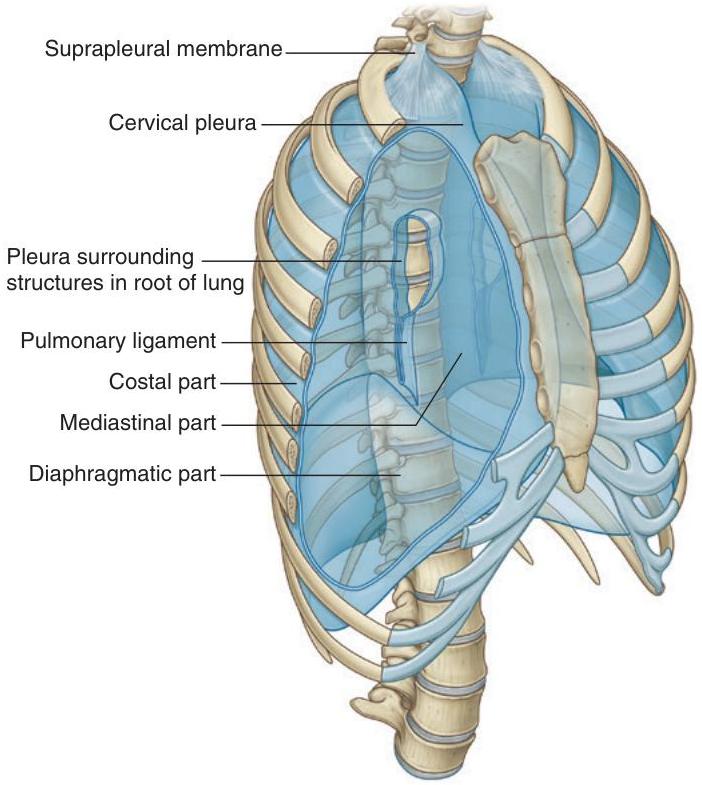 Suprapleural membrane
Cervical pleura
Pleura surrounding
structures in root of lung
Pulmonary ligament
Costal part
Mediastinal part
Diaphragmatic part